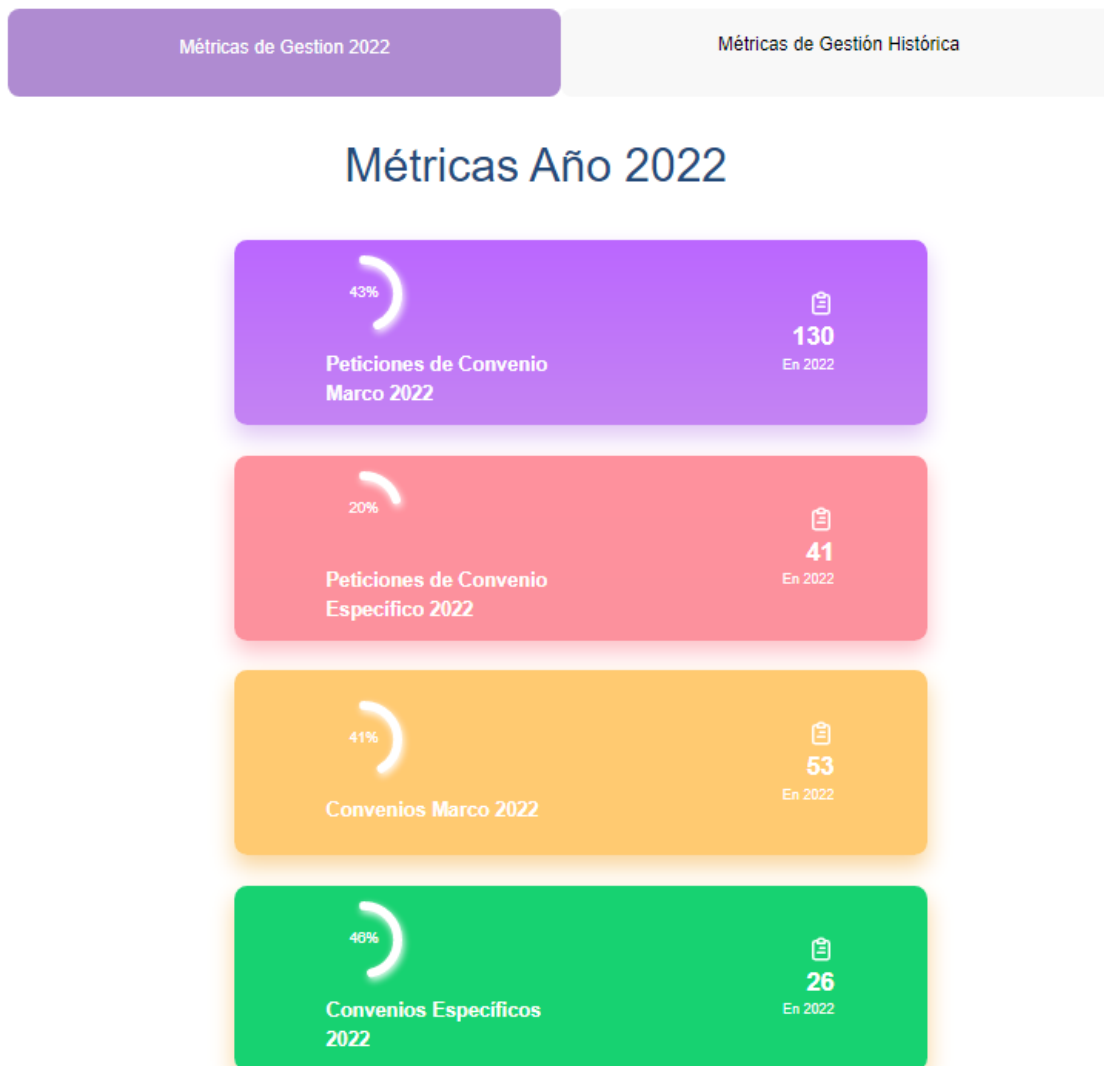 Métricas de Gestion 2022
Métricas de Gestión Histórica
Métricas Año 2022
43%
Peticiones de Convenio
Marco 2022
130
En 2022
20%
Peticiones de Convenio
Específico 2022
41
En 2022
41%
Convenios Marco 2022
53
En 2022
46%
Convenios Específicos
2022
26
En 2022